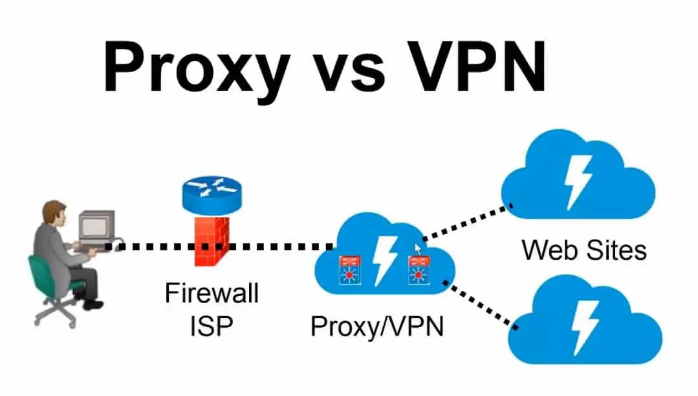 Proxy vs VPN
Web Sites
Firewall
ISP
Proxy/VPN